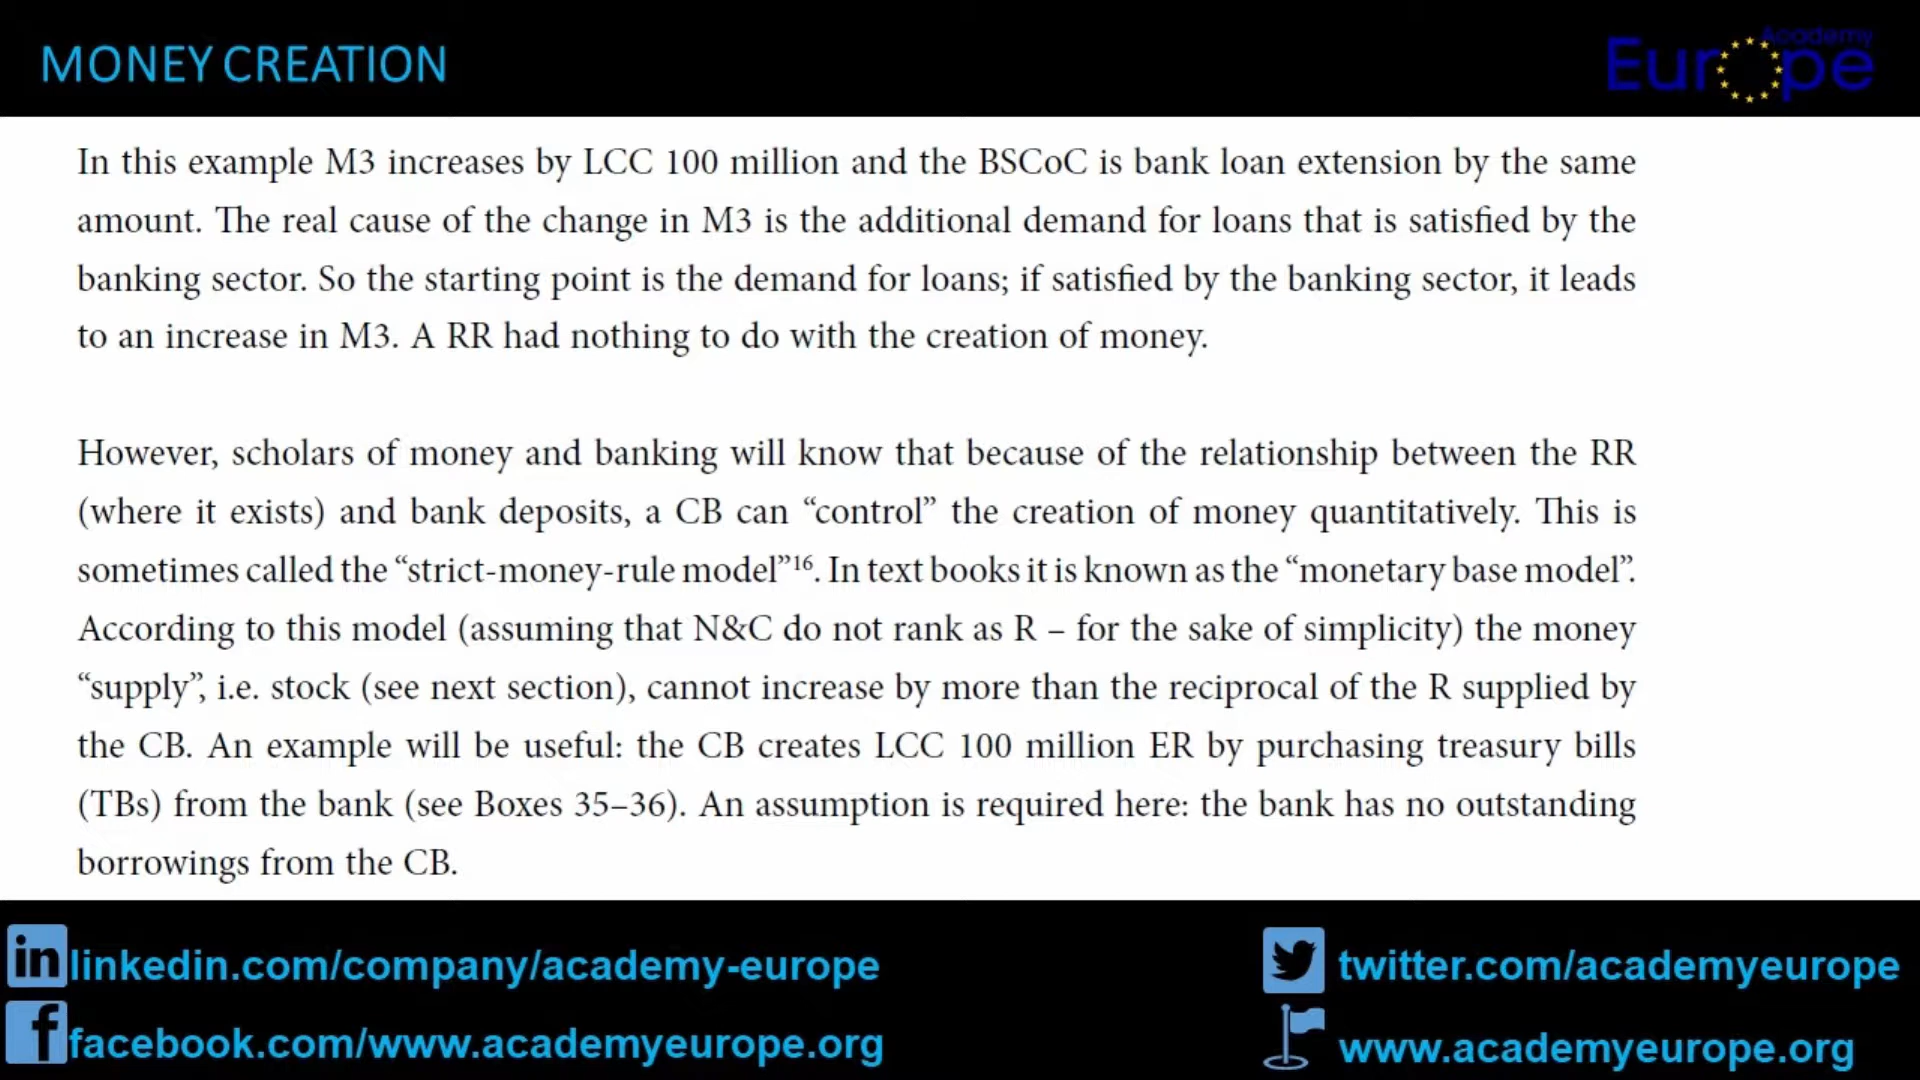 MONEY CREATION
Academy
Europe
In this example M3 increases by LCC 100 million and the BSCoC is bank loan extension by the same
amount. The real cause of the change in M3 is the additional demand for loans that is satisfied by the
banking sector. So the starting point is the demand for loans; if satisfied by the banking sector, it leads
to an increase in M3. A RR had nothing to do with the creation of money.
However, scholars of money and banking will know that because of the relationship between the RR
(where it exists) and bank deposits, a CB can “control” the creation of money quantitatively. This is
sometimes called the “strict-money-rule model”16. In text books it is known as the “monetary base model”.
According to this model (assuming that N&C do not rank as R – for the sake of simplicity) the money
“supply”, i.e. stock (see next section), cannot increase by more than the reciprocal of the R supplied by
the CB. An example will be useful: the CB creates LCC 100 million ER by purchasing treasury bills
(TBs) from the bank (see Boxes 35–36). An assumption is required here: the bank has no outstanding
borrowings from the CB.
in linkedin.com/company/academy-europe
twitter.com/academyeurope
f facebook.com/www.academyeurope.org
www.academyeurope.org